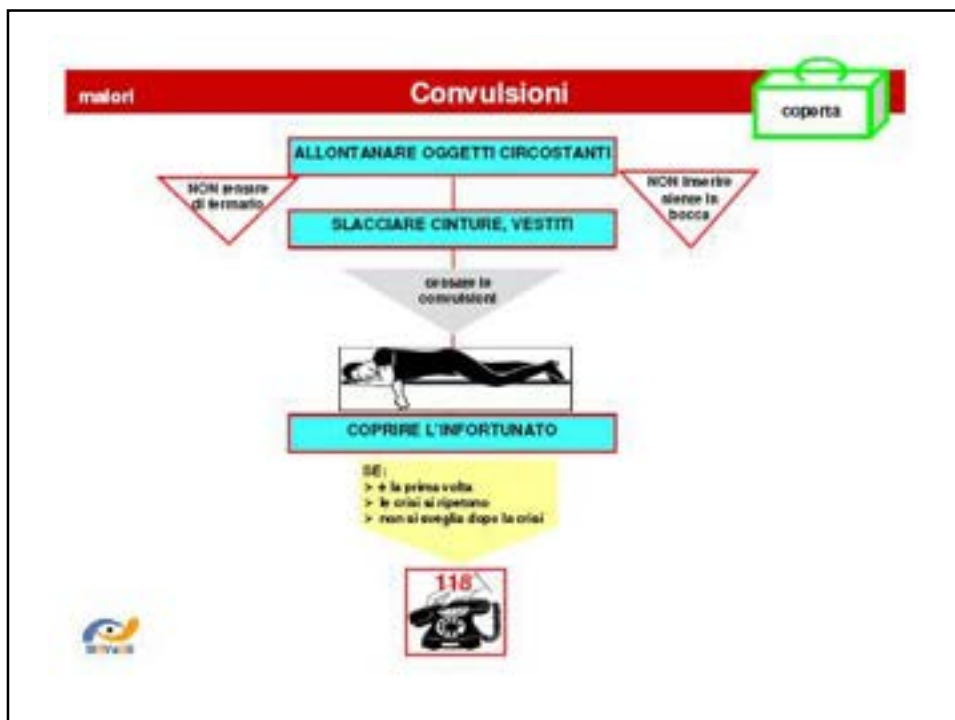 malori
Convulsioni
coperta
ALLONTANARE OGGETTI CIRCOSTANTI
NON tentare
di fermarlo
NON inserire
niente in
bocca
SLACCIARE CINTURE, VESTITI
cessate le
convulsioni
COPRIRE L'INFORTUNATO
SE:
> è la prima volta
> le crisi si ripetono
> non si sveglia dopo la crisi
118